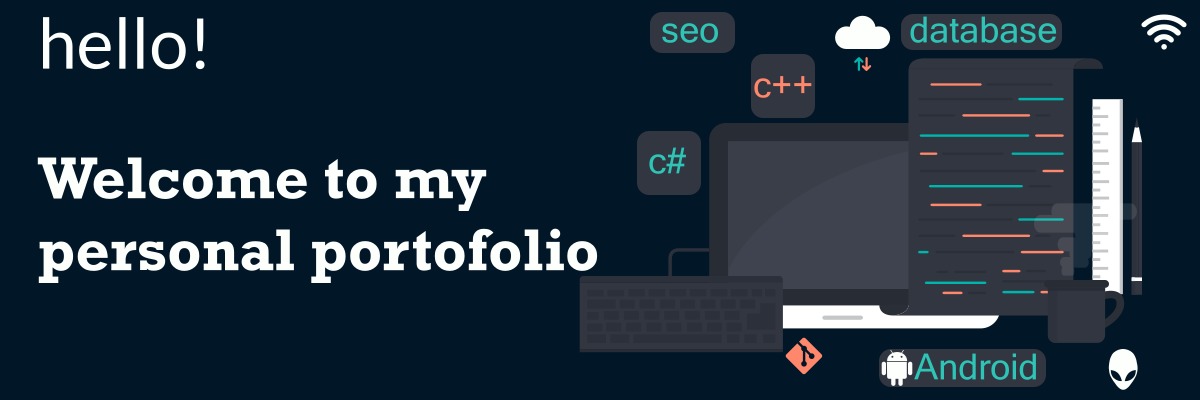 hello!
Welcome to my
personal portofolio
seo
database
c++
c#
Android